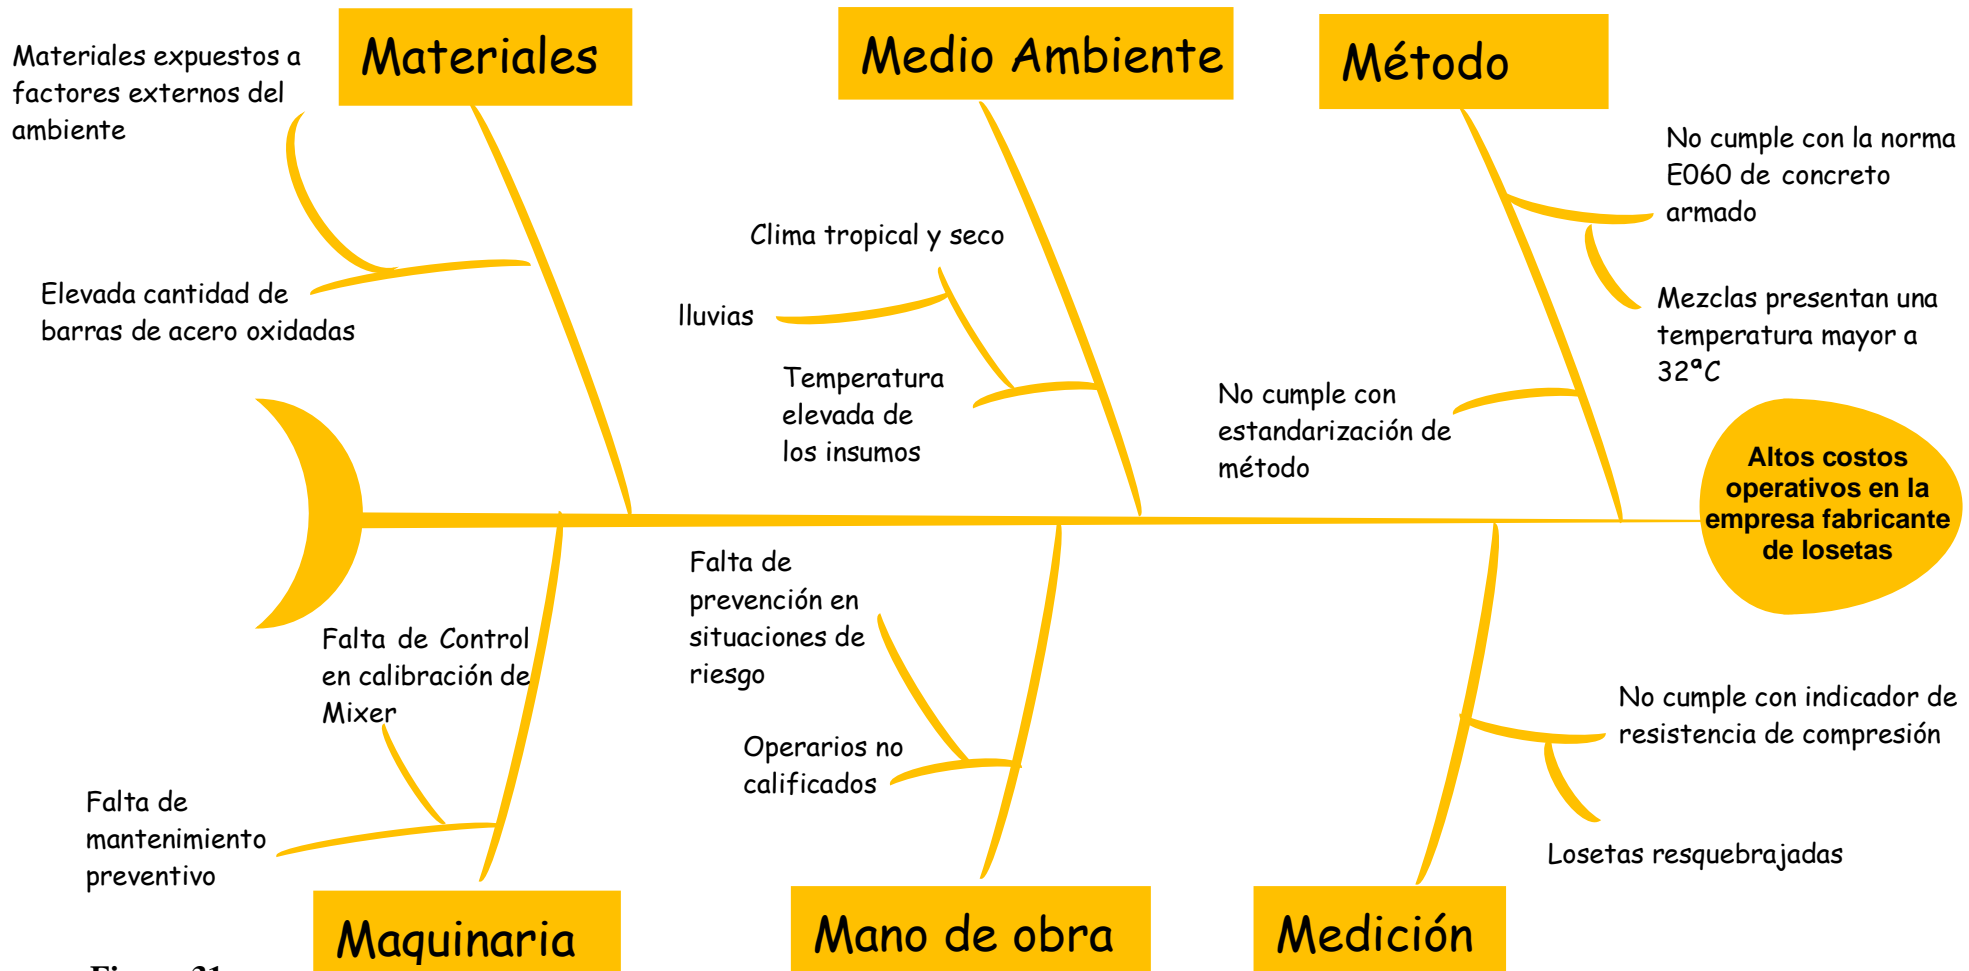 Materiales
Medio Ambiente
Método
Materiales expuestos a
factores externos del
ambiente
Elevada cantidad de
barras de acero oxidadas
Clima tropical y seco
lluvias
Temperatura
elevada de
los insumos
No cumple con la norma
E060 de concreto
armado
Mezclas presentan una
temperatura mayor a
32ªC
No cumple con
estandarización de
método
Altos costos
operativos en la
empresa fabricante
de losetas
Falta de Control
en calibración de
Mixer
Falta de
mantenimiento
preventivo
Falta de
prevención en
situaciones de
riesgo
Operarios no
calificados
No cumple con indicador de
resistencia de compresión
Losetas resquebrajadas
Maquinaria
Mano de obra
Medición